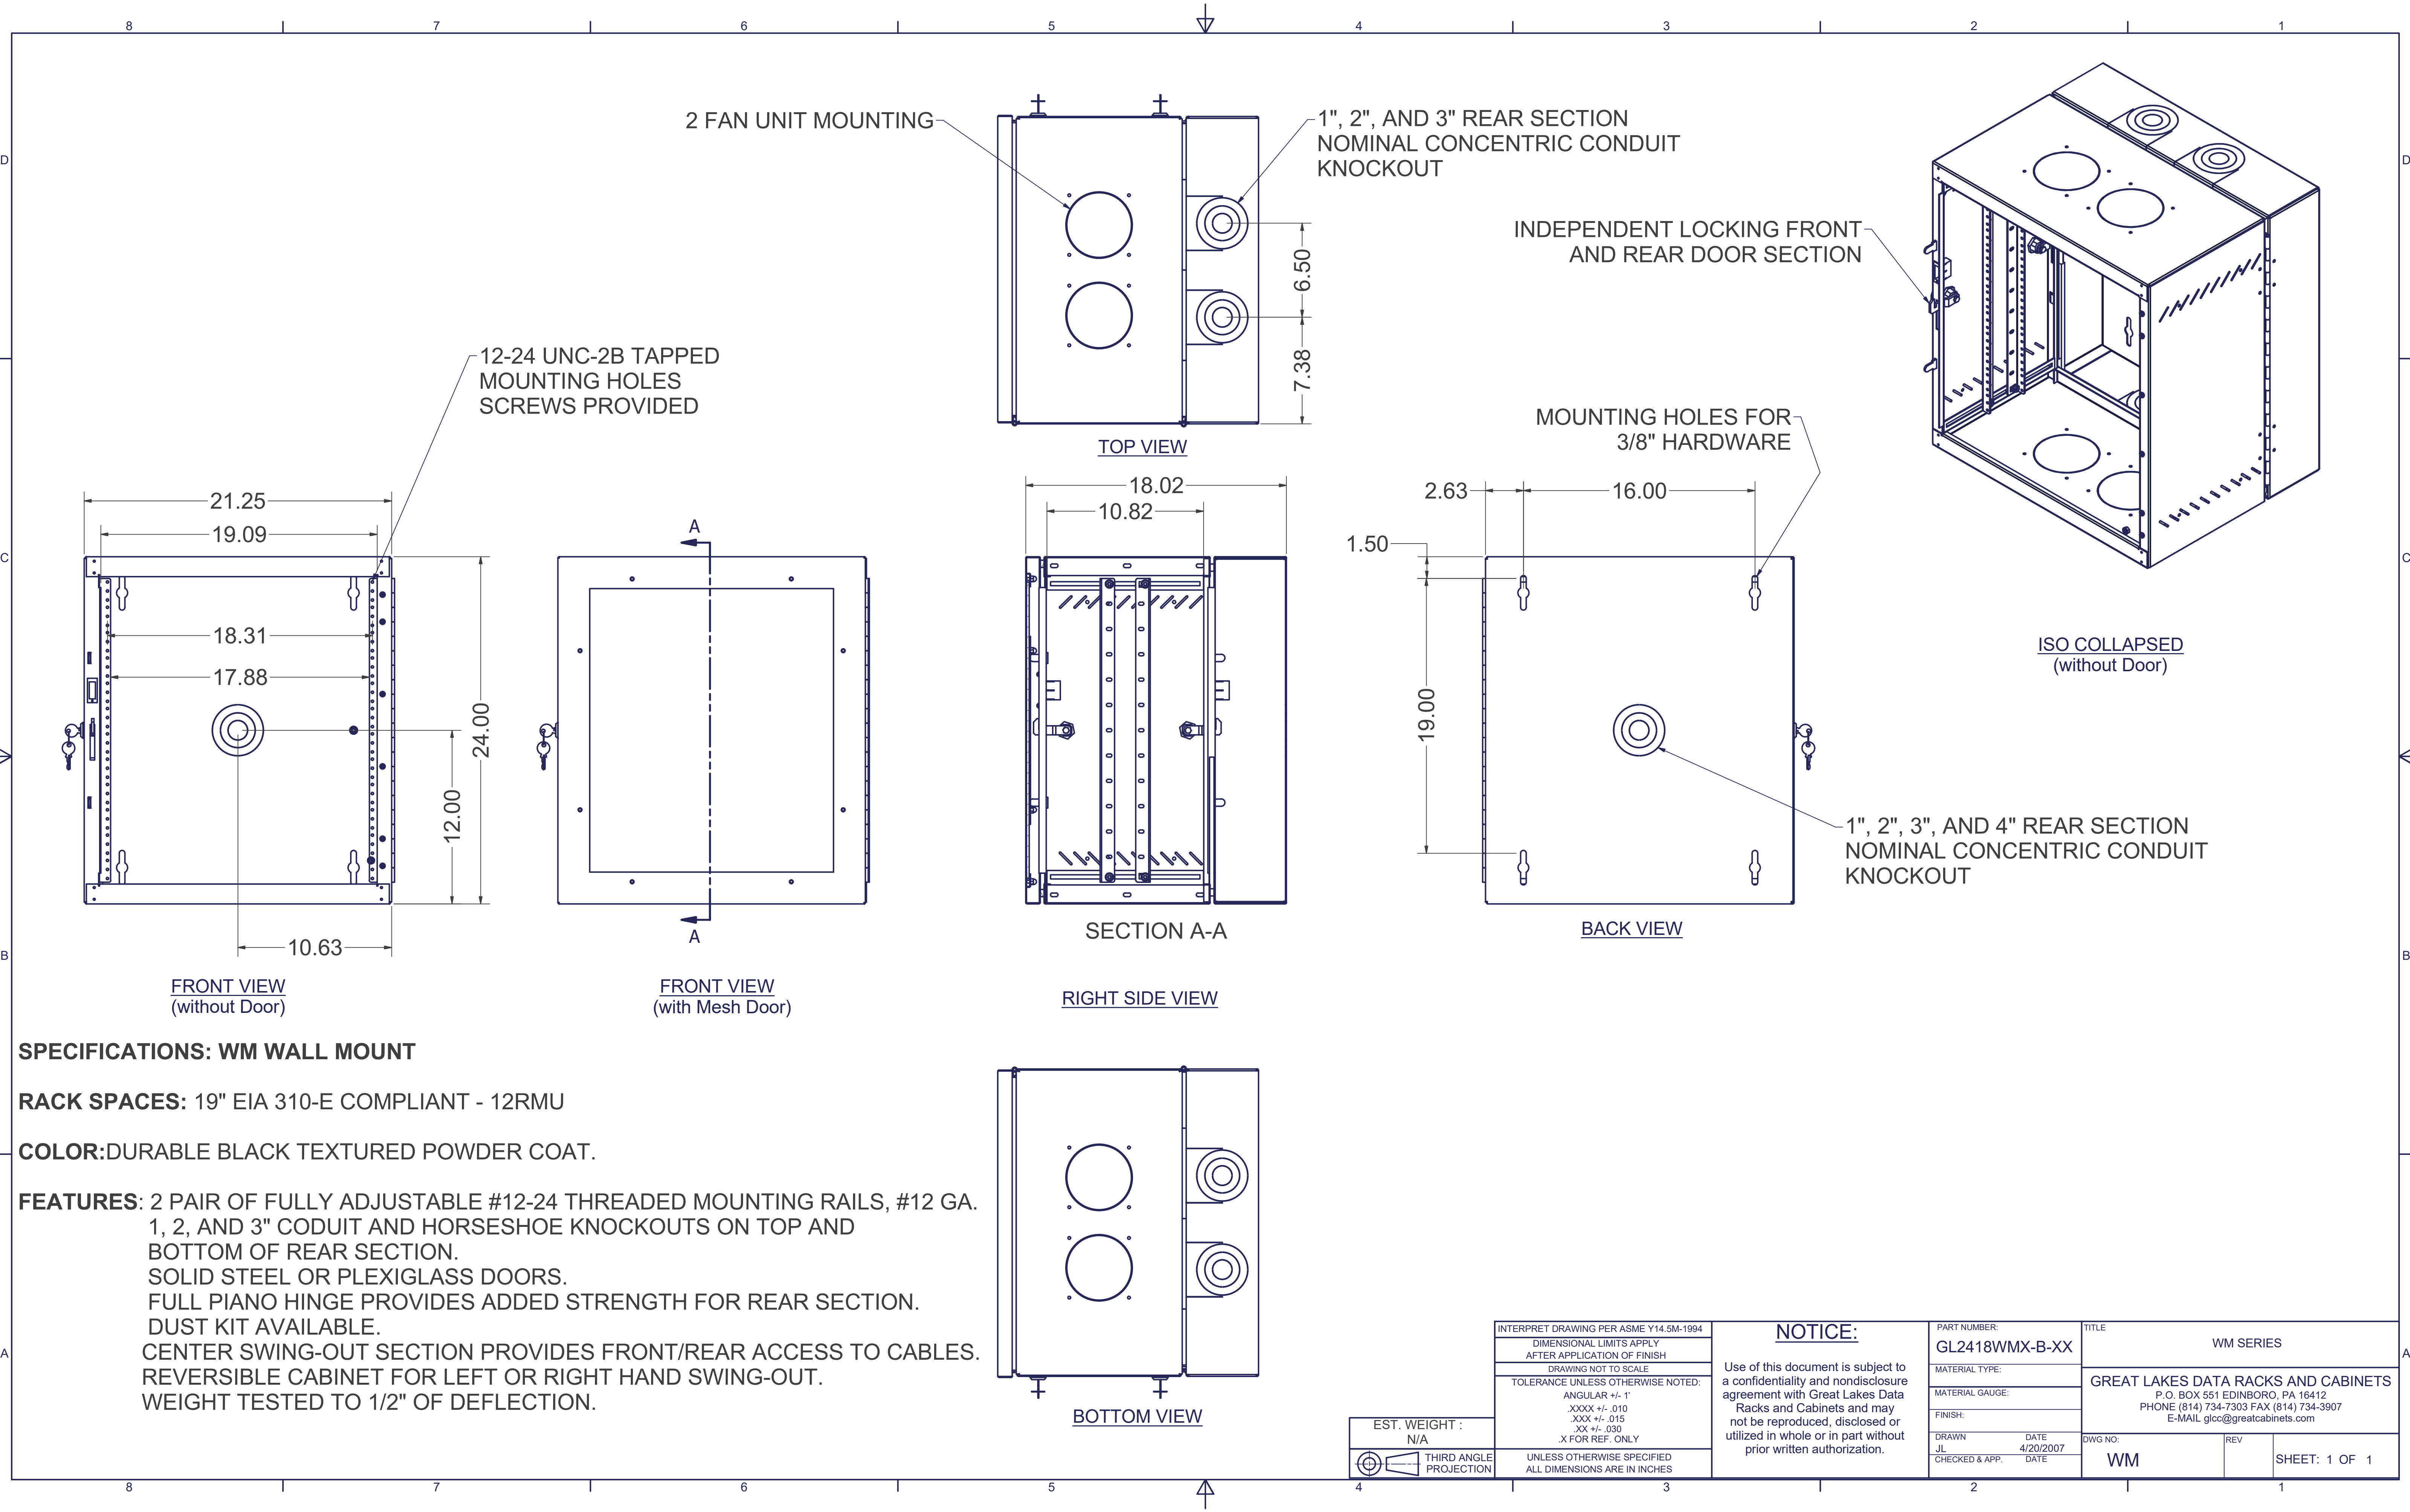 8 7 6 5 4 3 2 1
D
D
2 FAN UNIT MOUNTING
1", 2", AND 3" REAR SECTION
NOMINAL CONCENTRIC CONDUIT
KNOCKOUT
6.50
7.38
TOP VIEW
INDEPENDENT LOCKING FRONT
AND REAR DOOR SECTION
ISO COLLAPSED
(without Door)
12-24 UNC-2B TAPPED
MOUNTING HOLES
SCREWS PROVIDED
C
C
21.25
19.09
18.31
17.88
24.00
12.00
10.63
FRONT VIEW
(without Door)
A
A
FRONT VIEW
(with Mesh Door)
18.02
10.82
SECTION A-A
RIGHT SIDE VIEW
MOUNTING HOLES FOR
3/8" HARDWARE
2.63
16.00
1.50
19.00
1", 2", 3", AND 4" REAR SECTION
NOMINAL CONCENTRIC CONDUIT
KNOCKOUT
BACK VIEW
B
B
SPECIFICATIONS: WM WALL MOUNT
RACK SPACES: 19" EIA 310-E COMPLIANT - 12RMU
COLOR:DURABLE BLACK TEXTURED POWDER COAT.
FEATURES: 2 PAIR OF FULLY ADJUSTABLE #12-24 THREADED MOUNTING RAILS, #12 GA.
1, 2, AND 3" CODUIT AND HORSESHOE KNOCKOUTS ON TOP AND
BOTTOM OF REAR SECTION.
SOLID STEEL OR PLEXIGLASS DOORS.
FULL PIANO HINGE PROVIDES ADDED STRENGTH FOR REAR SECTION.
DUST KIT AVAILABLE.
CENTER SWING-OUT SECTION PROVIDES FRONT/REAR ACCESS TO CABLES.
REVERSIBLE CABINET FOR LEFT OR RIGHT HAND SWING-OUT.
WEIGHT TESTED TO 1/2" OF DEFLECTION.
BOTTOM VIEW
A
A
EST. WEIGHT :
N/A
THIRD ANGLE
PROJECTION
INTERPRET DRAWING PER ASME Y14.5M-1994
DIMENSIONAL LIMITS APPLY
AFTER APPLICATION OF FINISH
DRAWING NOT TO SCALE
TOLERANCE UNLESS OTHERWISE NOTED:
ANGULAR +/- 1'
.XXXX +/- .010
.XXX +/- .015
.XX +/- .030
.X FOR REF. ONLY
UNLESS OTHERWISE SPECIFIED
ALL DIMENSIONS ARE IN INCHES
NOTICE:
Use of this document is subject to
a confidentiality and nondisclosure
agreement with Great Lakes Data
Racks and Cabinets and may
not be reproduced, disclosed or
utilized in whole or in part without
prior written authorization.
PART NUMBER:
GL2418WMX-B-XX
MATERIAL TYPE:
MATERIAL GAUGE:
FINISH:
DRAWN DATE
JL 4/20/2007
CHECKED & APP. DATE
TITLE
WM SERIES
GREAT LAKES DATA RACKS AND CABINETS
P.O. BOX 551 EDINBORO, PA 16412
PHONE (814) 734-7303 FAX (814) 734-3907
E-MAIL glcc@greatcabinets.com
DWG NO:
WM
REV
SHEET: 1 OF 1
8 7 6 5 4 3 2 1